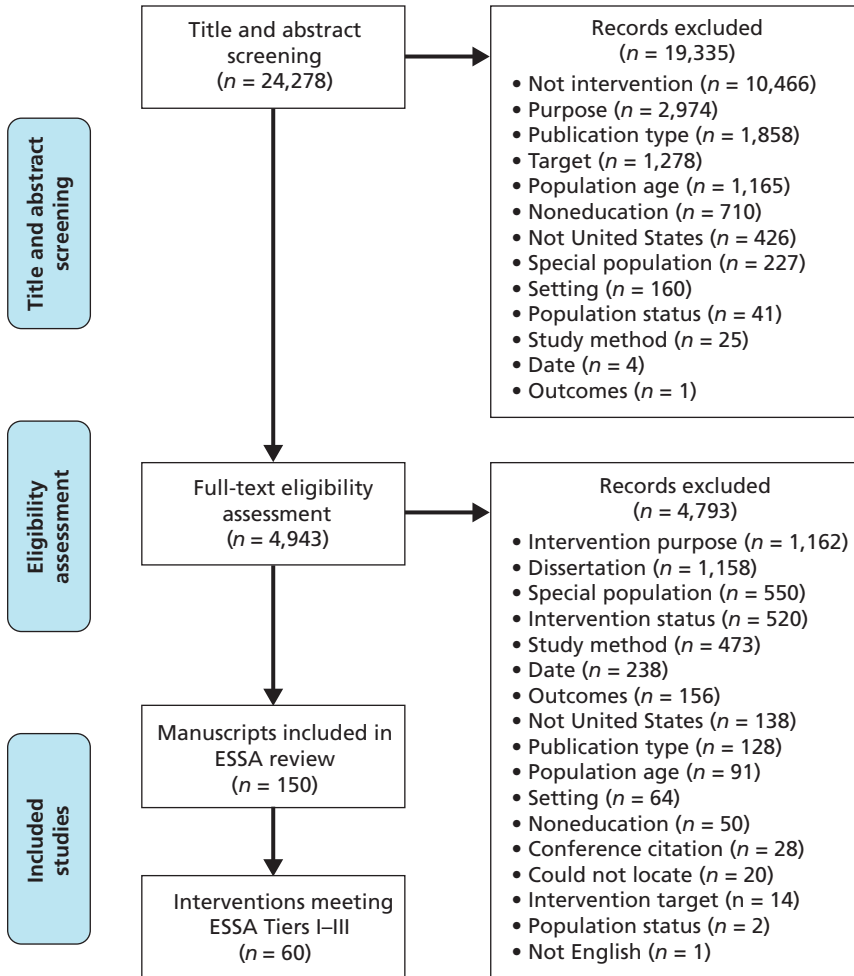 Title and abstract
screening
Title and abstract
screening
(n = 24,278)
Records excluded
(n = 19,335)
• Not intervention (n = 10,466)
• Purpose (n = 2,974)
• Publication type (n = 1,858)
• Target (n = 1,278)
• Population age (n = 1,165)
• Noneducation (n = 710)
• Not United States (n = 426)
• Special population (n = 227)
• Setting (n = 160)
• Population status (n = 41)
• Study method (n = 25)
• Date (n = 4)
• Outcomes (n = 1)
Eligibility
assessment
Full-text eligibility
assessment
(n = 4,943)
Records excluded
(n = 4,793)
• Intervention purpose (n = 1,162)
• Dissertation (n = 1,158)
• Special population (n = 550)
• Intervention status (n = 520)
• Study method (n = 473)
• Date (n = 238)
• Outcomes (n = 156)
• Not United States (n = 138)
• Publication type (n = 128)
• Population age (n = 91)
• Setting (n = 64)
• Noneducation (n = 50)
• Conference citation (n = 28)
• Could not locate (n = 20)
• Intervention target (n = 14)
• Population status (n = 2)
• Not English (n = 1)
Included
studies
Manuscripts included in
ESSA review
(n = 150)
Interventions meeting
ESSA Tiers I–III
(n = 60)